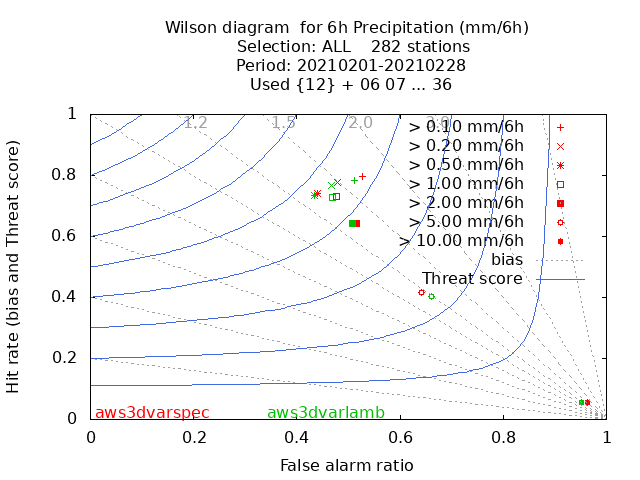 Wilson diagram  for 6h Precipitation (mm/6h)
Selection: ALL    282 stations
Period: 20210201-20210228
Used {12} + 06 07 ... 36
1
0.8
0.6
0.4
0.2
0
Hit rate (bias and Threat score)
1.2
1.5
2.0
3.0
> 0.10 mm/6h
> 0.20 mm/6h
> 0.50 mm/6h
> 1.00 mm/6h
> 2.00 mm/6h
> 5.00 mm/6h
> 10.00 mm/6h
bias
Threat score
aws3dvarspec aws3dvarlamb
0 0.2 0.4 0.6 0.8 1
False alarm ratio